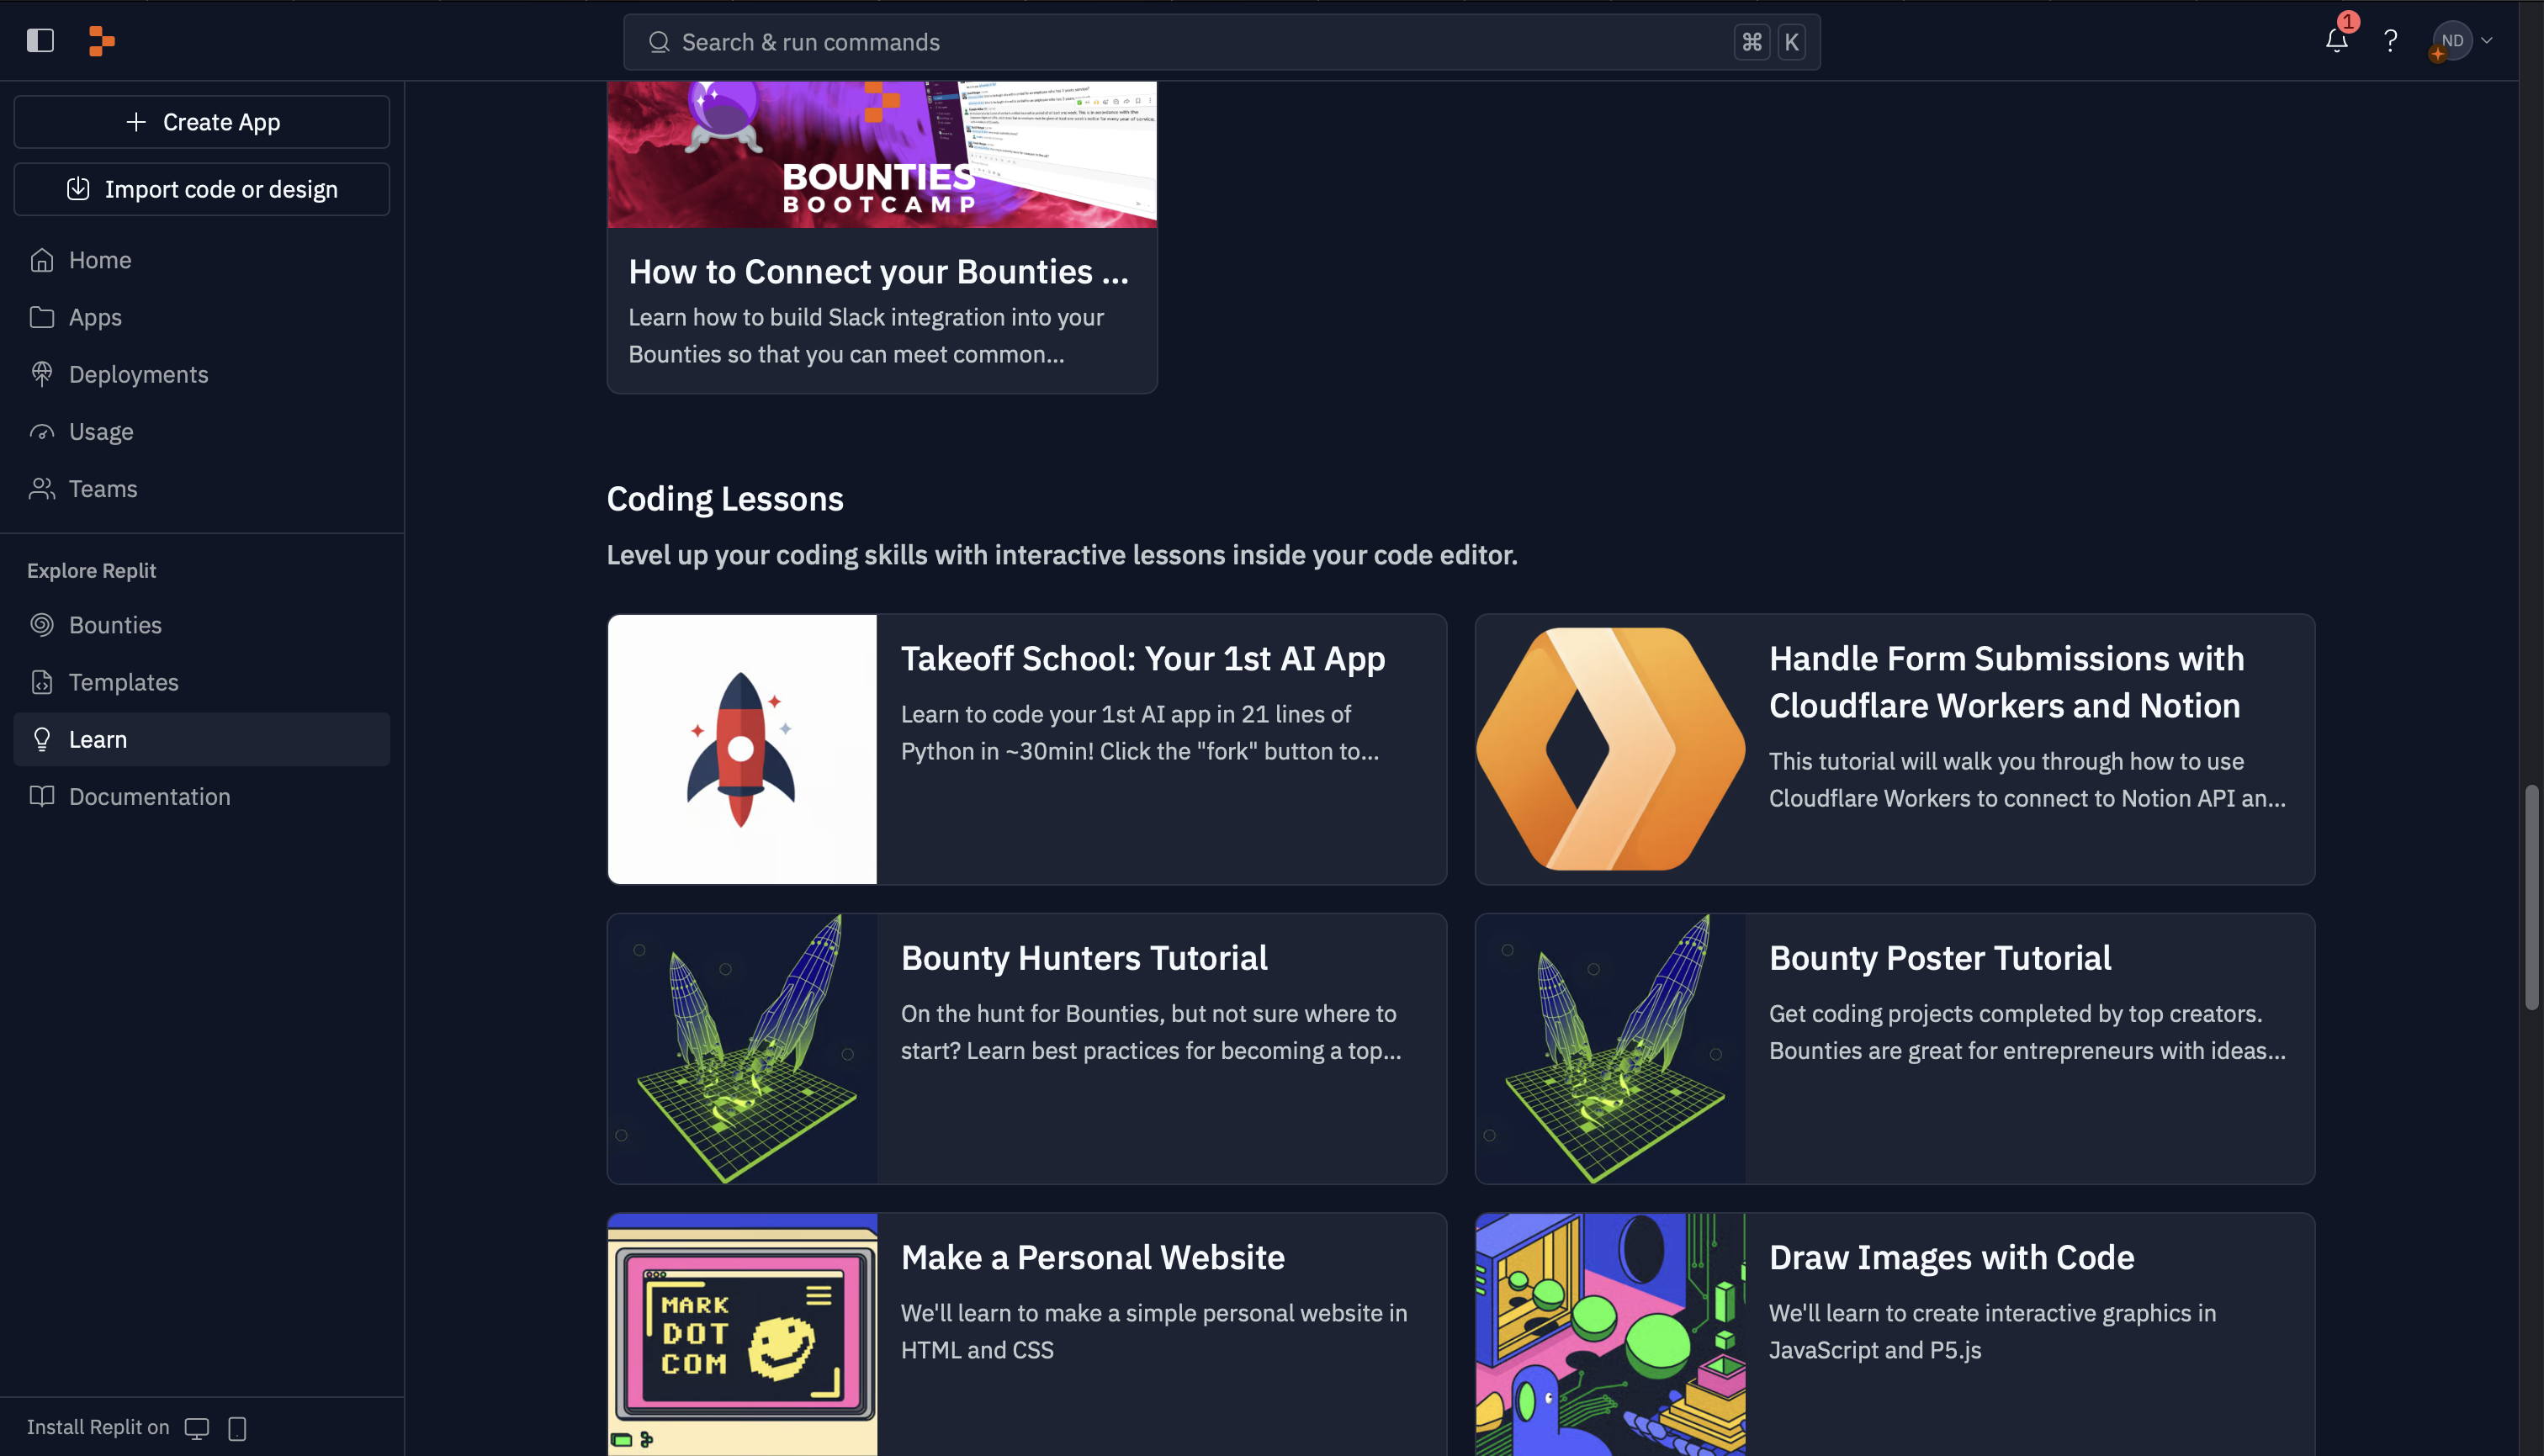 Search & run commands
⌘ K
1
ND
Create App
Import code or design
Home
Apps
Deployments
Usage
Teams
Explore Replit
Bounties
Templates
Learn
Documentation
Install Replit on
BOUNTIES
BOOTCAMP
How to Connect your Bounties ...
Learn how to build Slack integration into your
Bounties so that you can meet common...
Coding Lessons
Level up your coding skills with interactive lessons inside your code editor.
Takeoff School: Your 1st AI App
Learn to code your 1st AI app in 21 lines of
Python in ~30min! Click the "fork" button to...
Handle Form Submissions with
Cloudflare Workers and Notion
This tutorial will walk you through how to use
Cloudflare Workers to connect to Notion API an...
Bounty Hunters Tutorial
On the hunt for Bounties, but not sure where to
start? Learn best practices for becoming a top...
Bounty Poster Tutorial
Get coding projects completed by top creators.
Bounties are great for entrepreneurs with ideas...
MARK
DOT
COM
Make a Personal Website
We'll learn to make a simple personal website in
HTML and CSS
Draw Images with Code
We'll learn to create interactive graphics in
JavaScript and P5.js